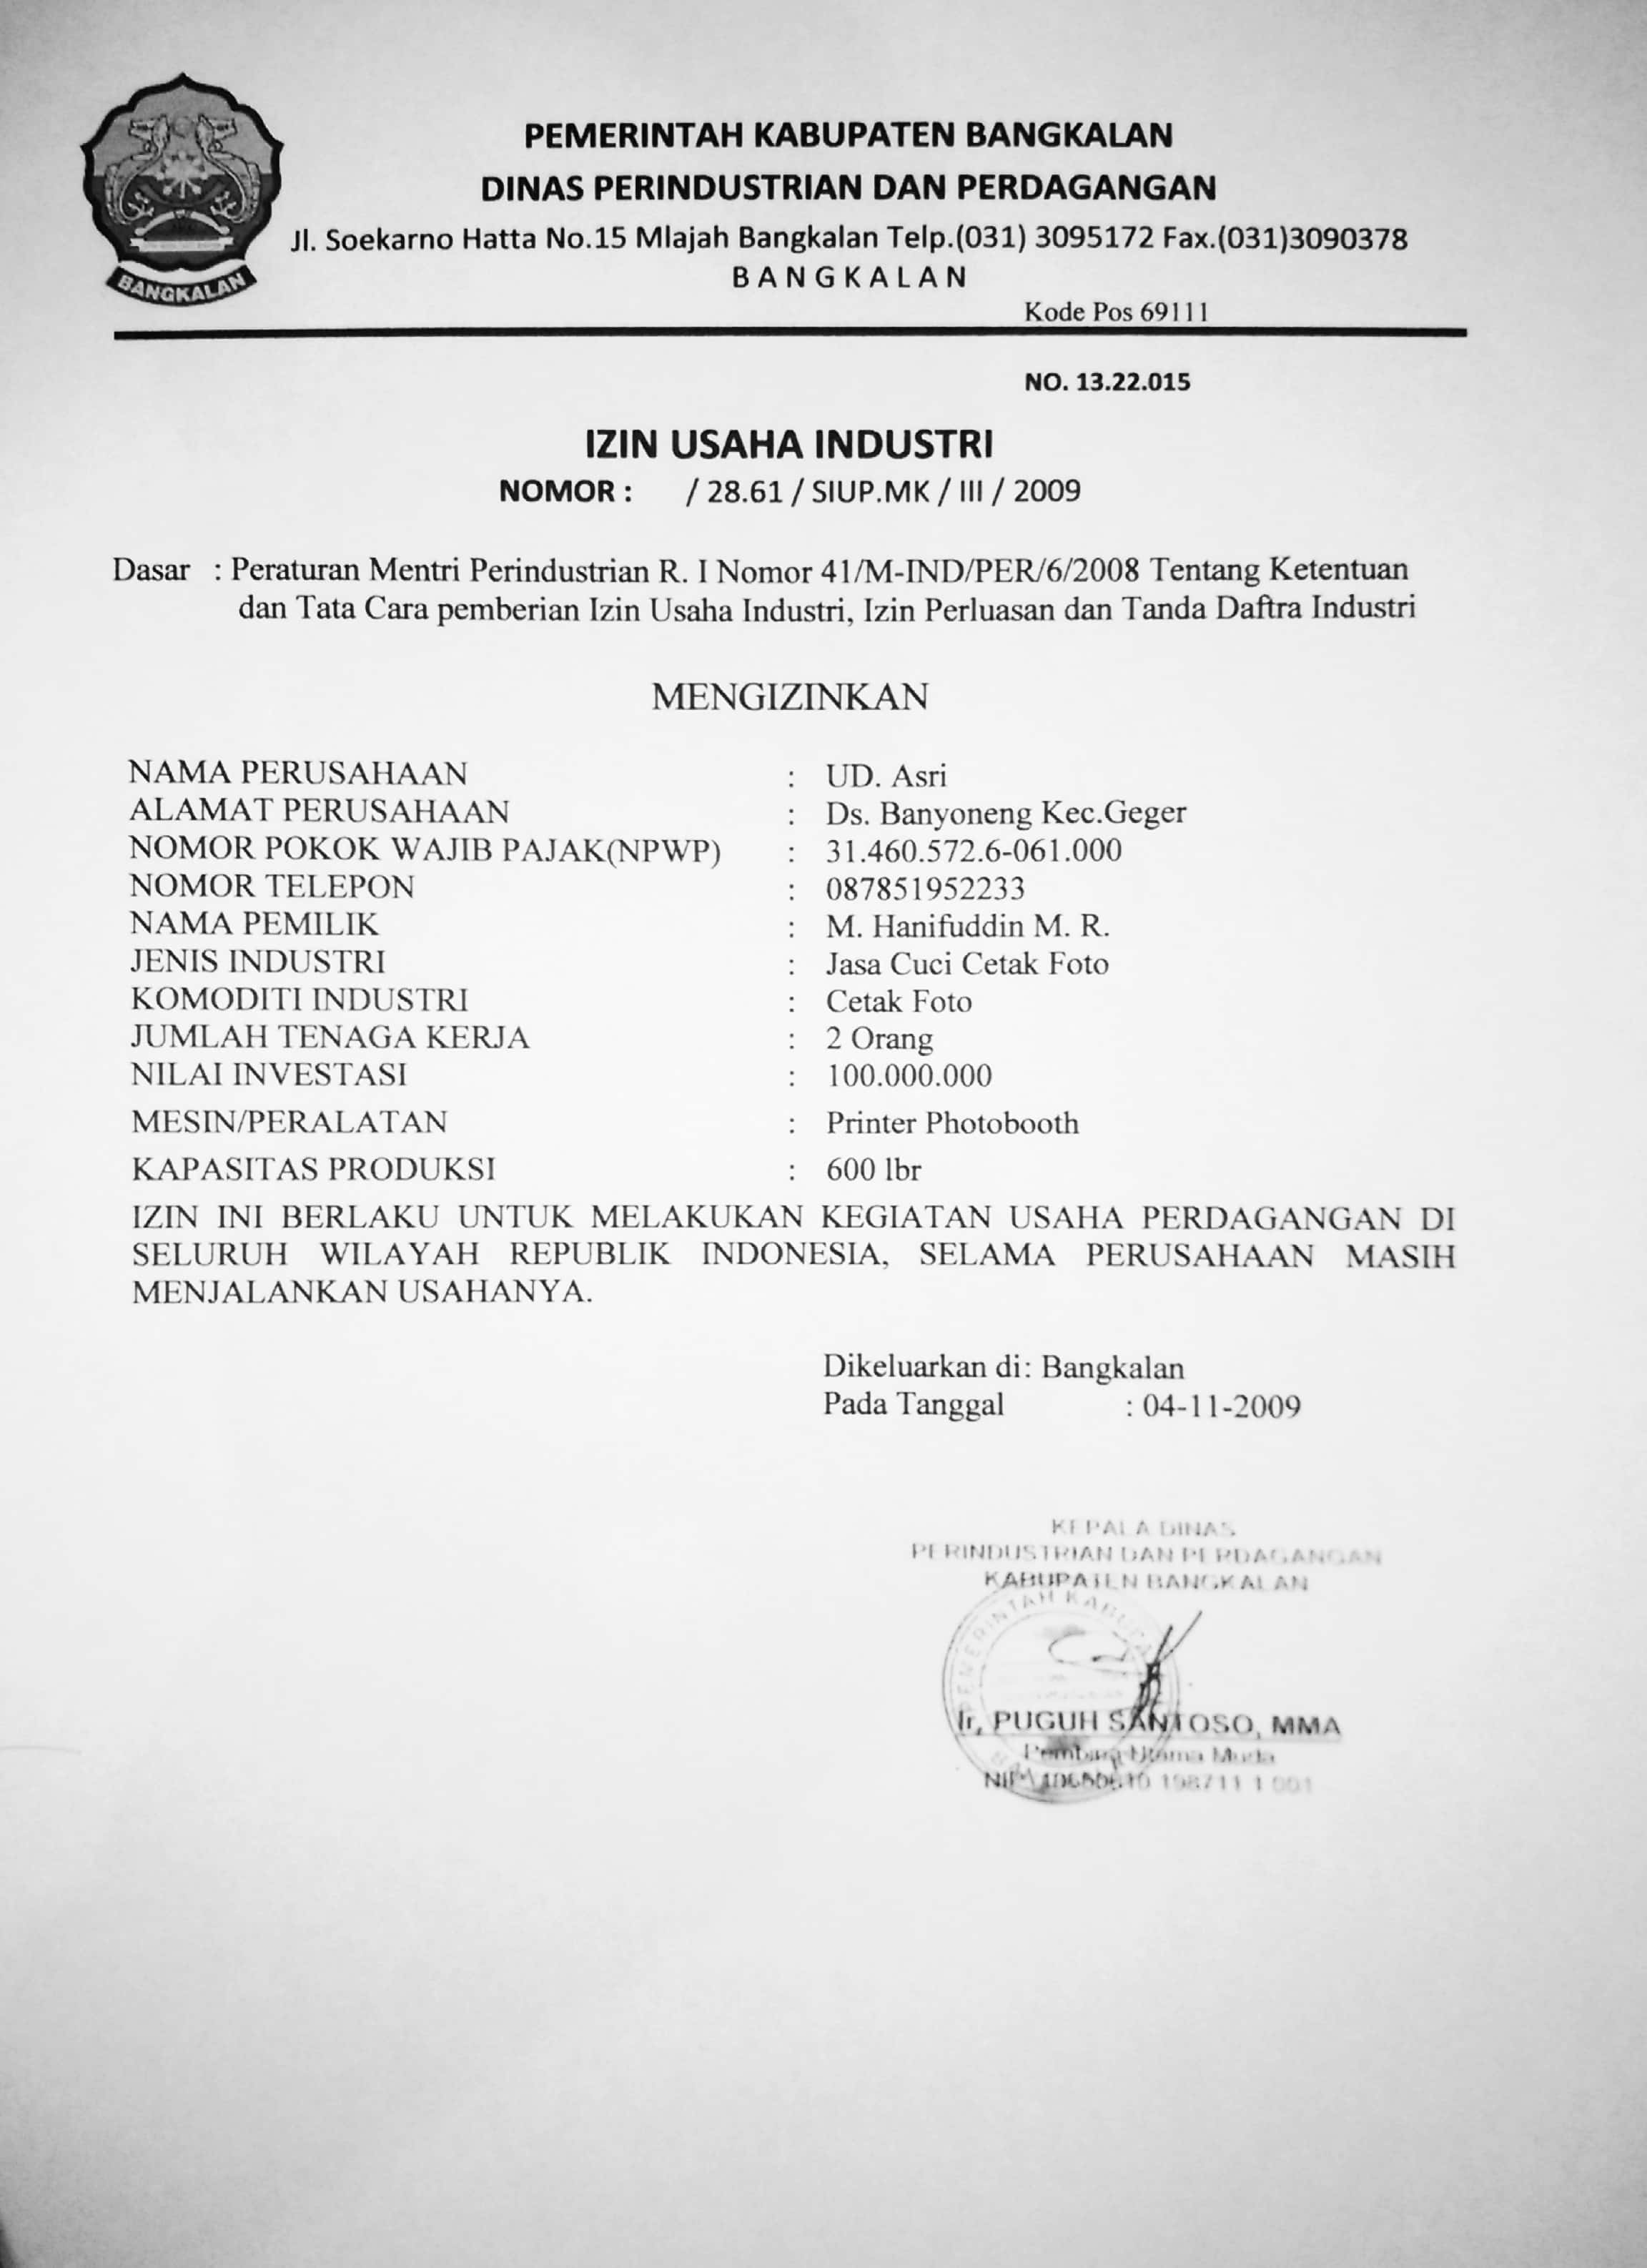 PEMERINTAH KABUPATEN BANGKALAN
DINAS PERINDUSTRIAN DAN PERDAGANGAN
Jl. Soekarno Hatta No.15 Mlajah Bangkalan Telp.(031) 3095172 Fax.(031)3090378
BANGKALAN
BANGKALAN
Kode Pos 69111
NO. 13.22.015
IZIN USAHA INDUSTRI
NOMOR : / 28.61 / SIUP.MK / III / 2009
Dasar : Peraturan Mentri Perindustrian R. I Nomor 41/M-IND/PER/6/2008 Tentang Ketentuan
dan Tata Cara pemberian Izin Usaha Industri, Izin Perluasan dan Tanda Daftra Industri
MENGIZINKAN
NAMA PERUSAHAAN : UD. Asri
ALAMAT PERUSAHAAN : Ds. Banyoneng Kec.Geger
NOMOR POKOK WAJIB PAJAK(NPWP) : 31.460.572.6-061.000
NOMOR TELEPON : 087851952233
NAMA PEMILIK : M. Hanifuddin M. R.
JENIS INDUSTRI : Jasa Cuci Cetak Foto
KOMODITI INDUSTRI : Cetak Foto
JUMLAH TENAGA KERJA : 2 Orang
NILAI INVESTASI : 100.000.000
MESIN/PERALATAN : Printer Photobooth
KAPASITAS PRODUKSI : 600 lbr
IZIN INI BERLAKU UNTUK MELAKUKAN KEGIATAN USAHA PERDAGANGAN DI
SELURUH WILAYAH REPUBLIK INDONESIA, SELAMA PERUSAHAAN MASIH
MENJALANKAN USAHANYA.
Dikeluarkan di: Bangkalan
Pada Tanggal : 04-11-2009
KEPALA DINAS
PERINDUSTRIAN DAN PERDAGANGAN
KABUPATEN BANGKALAN
PEMERINTAH
Ir, PUGUH SANTOSO, MMA
Pembina Utama Muda
NIP